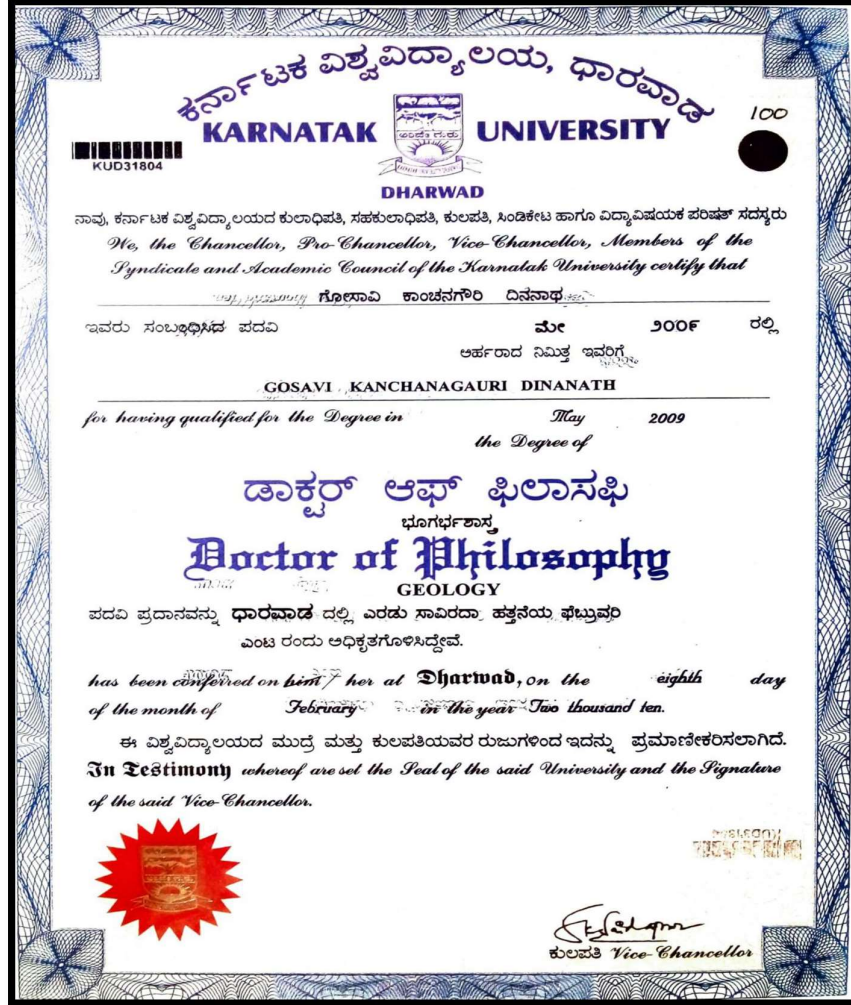 ಕರ್ನಾಟಕ ವಿಶ್ವವಿದ್ಯಾಲಯ, ಧಾರವಾಡ
100
KARNATAK UNIVERSITY
KUD31804
DHARWAD
ನಾವು, ಕರ್ನಾಟಕ ವಿಶ್ವವಿದ್ಯಾಲಯದ ಕುಲಾಧಿಪತಿ, ಸಹಕುಲಾಧಿಪತಿ, ಕುಲಪತಿ, ಸಿಂಡಿಕೇಟ ಹಾಗೂ ವಿದ್ಯಾವಿಷಯಕ ಪರಿಷತ್ ಸದಸ್ಯರು
We, the Chancellor, Pro-Chancellor, Vice-Chancellor, Members of the
Syndicate and Academic Council of the Karnatak University certify that
ಗೋಸಾವಿ ಕಾಂಚನಗೌರಿ ದಿನನಾಥ
ಇವರು ಸಂಬಂಧಿಸಿದ ಪದವಿ ಮೇ ೨೦೦೯ ರಲ್ಲಿ
ಅರ್ಹರಾದ ನಿಮಿತ್ತ ಇವರಿಗೆ
GOSAVI KANCHANAGAURI DINANATH
for having qualified for the Degree in May 2009
the Degree of
ಡಾಕ್ಟರ್ ಆಫ್ ಫಿಲಾಸಫಿ
ಭೂಗರ್ಭಶಾಸ್ತ್ರ
Doctor of Philosophy
GEOLOGY
ಪದವಿ ಪ್ರದಾನವನ್ನು ಧಾರವಾಡ ದಲ್ಲಿ ಎರಡು ಸಾವಿರದಾ ಹತ್ತನೆಯ ಫೆಬ್ರುವರಿ
ಎಂಟ ರಂದು ಅಧಿಕೃತಗೊಳಿಸಿದ್ದೇವೆ.
has been conferred on him / her at Dharwad, on the eighth day
of the month of February in the year Two thousand ten.
ಈ ವಿಶ್ವವಿದ್ಯಾಲಯದ ಮುದ್ರೆ ಮತ್ತು ಕುಲಪತಿಯವರ ರುಜುಗಳಿಂದ ಇದನ್ನು ಪ್ರಮಾಣೀಕರಿಸಲಾಗಿದೆ.
In Testimony whereof are set the Seal of the said University and the Signature
of the said Vice-Chancellor.
ಕುಲಪತಿ Vice-Chancellor